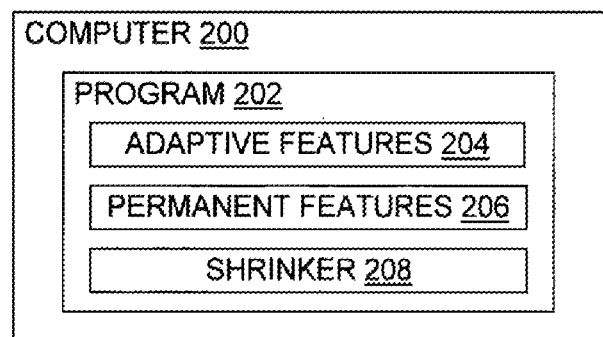 COMPUTER 200
PROGRAM 202
ADAPTIVE FEATURES 204
PERMANENT FEATURES 206
SHRINKER 208